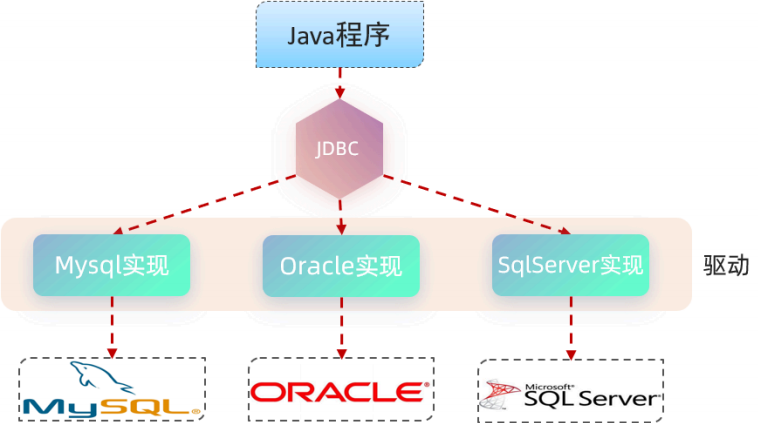 Java程序
JDBC
Mysql实现
Oracle实现
SqlServer实现
驱动
MySQL®
ORACLE®
Microsoft®
SQL Server®